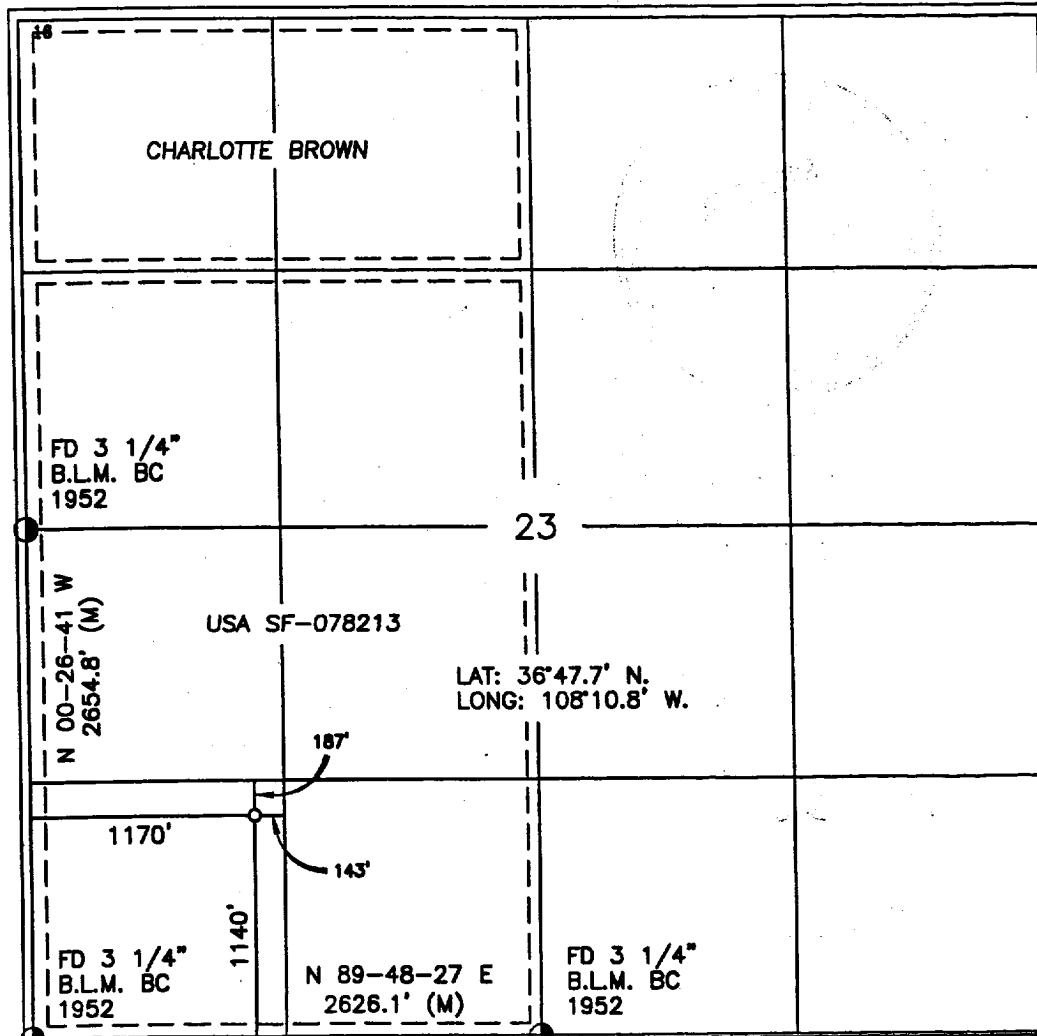 16
CHARLOTTE BROWN
FD 3 1/4"
B.L.M. BC
1952
23
N 00-26-41 W
2654.8' (M)
USA SF-078213
LAT: 36°47.7' N.
LONG: 108°10.8' W.
187'
1170'
143'
1140'
FD 3 1/4"
B.L.M. BC
1952
N 89-48-27 E
2626.1' (M)
FD 3 1/4"
B.L.M. BC
1952